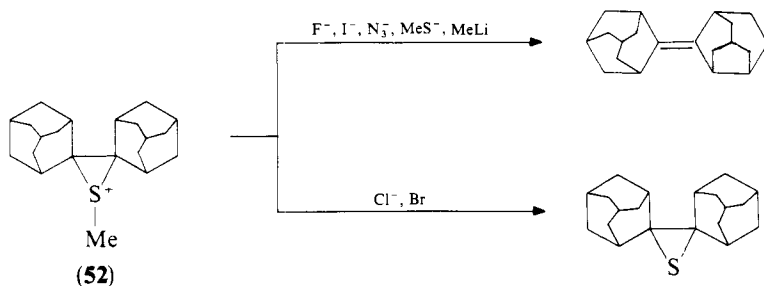 F⁻, I⁻, N₃⁻, MeS⁻, MeLi
S⁺
Me
(52)
Cl⁻, Br
S